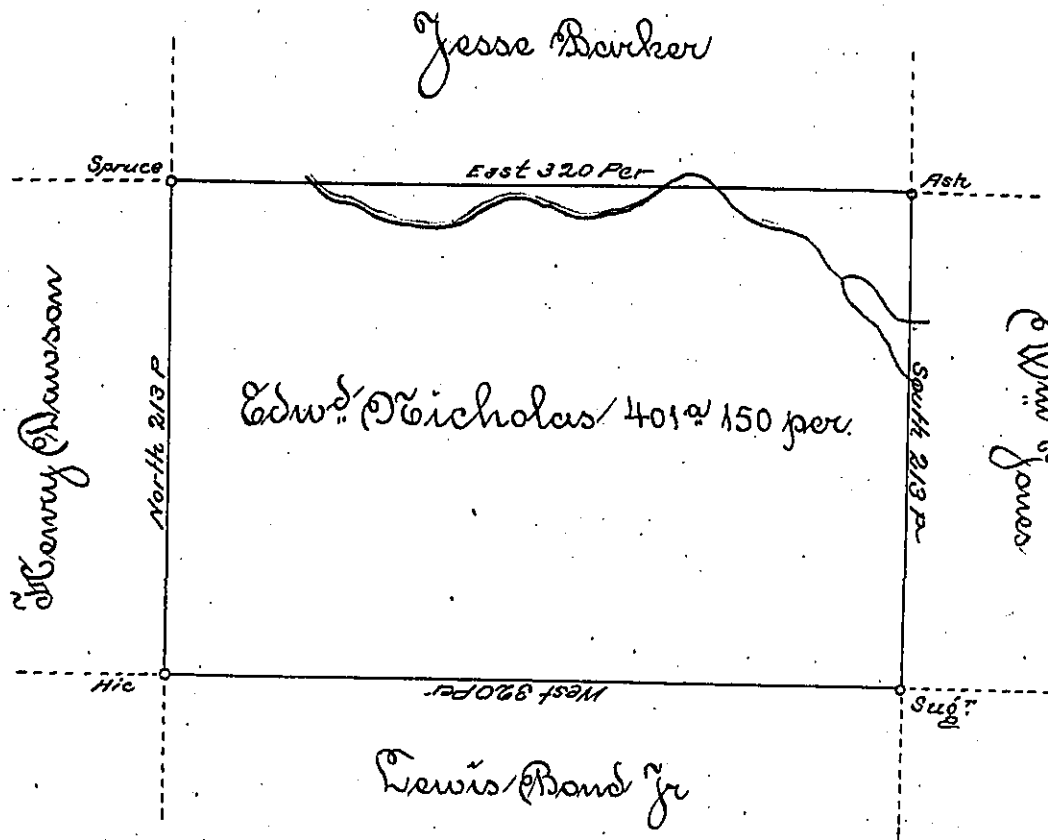 Jesse Barker
Spruce
East 320 Per
Ash
Henry Dawson
North 213 P
Edwd. Nicholas 401a 150 per.
South 213 P
Wm Jones
Hic
West 320 Per
Sugr.
Lewis Bond Jr